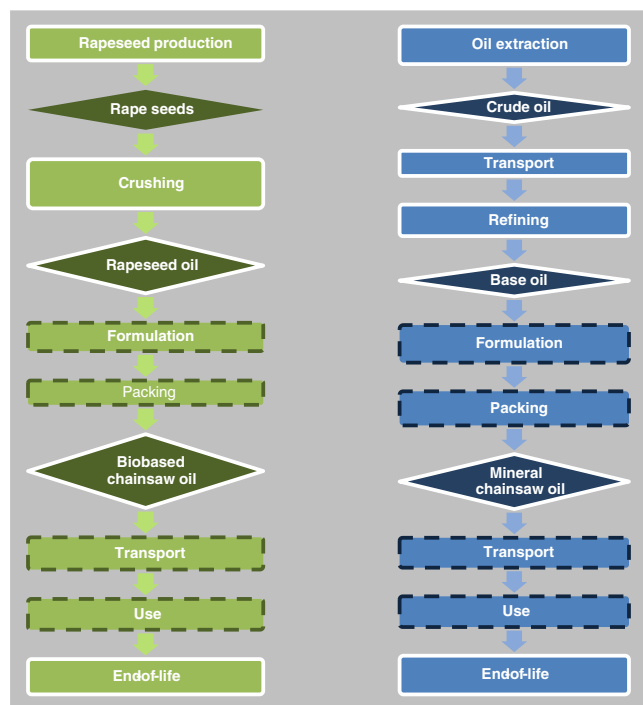 Rapeseed production
Rape seeds
Crushing
Rapeseed oil
Formulation
Packing
Biobased
chainsaw oil
Transport
Use
Endof-life
Oil extraction
Crude oil
Transport
Refining
Base oil
Formulation
Packing
Mineral
chainsaw oil
Transport
Use
Endof-life